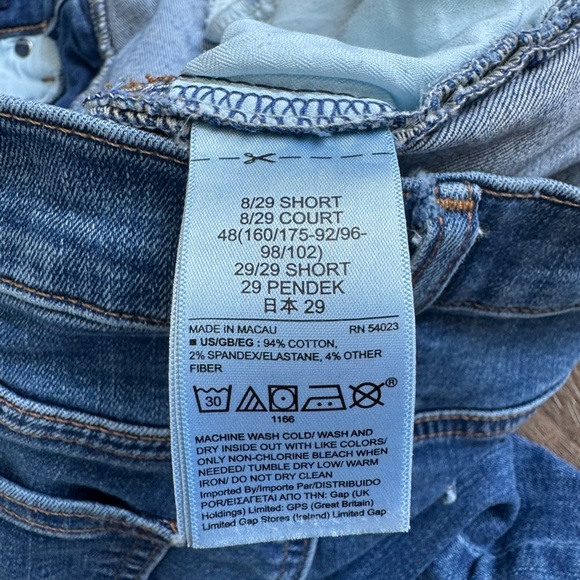 8/29 SHORT
8/29 COURT
48(160/175-92/96-
98/102)
29/29 SHORT
29 PENDEK
日本 29
MADE IN MACAU RN 54023
■ US/GB/EG : 94% COTTON,
2% SPANDEX/ELASTANE, 4% OTHER
FIBER
30 ®
1166
MACHINE WASH COLD/ WASH AND
DRY INSIDE OUT WITH LIKE COLORS/
ONLY NON-CHLORINE BLEACH WHEN
NEEDED/ TUMBLE DRY LOW/ WARM
IRON/ DO NOT DRY CLEAN
Imported By/Importe Par/DISTRIBUIDO
POR/ΕΙΣΑΓΕΤΑΙ ΑΠΟ ΤΗΝ: Gap (UK
Holdings) Limited: GPS (Great Britain)
Limited Gap Stores (Ireland) Limited Gap